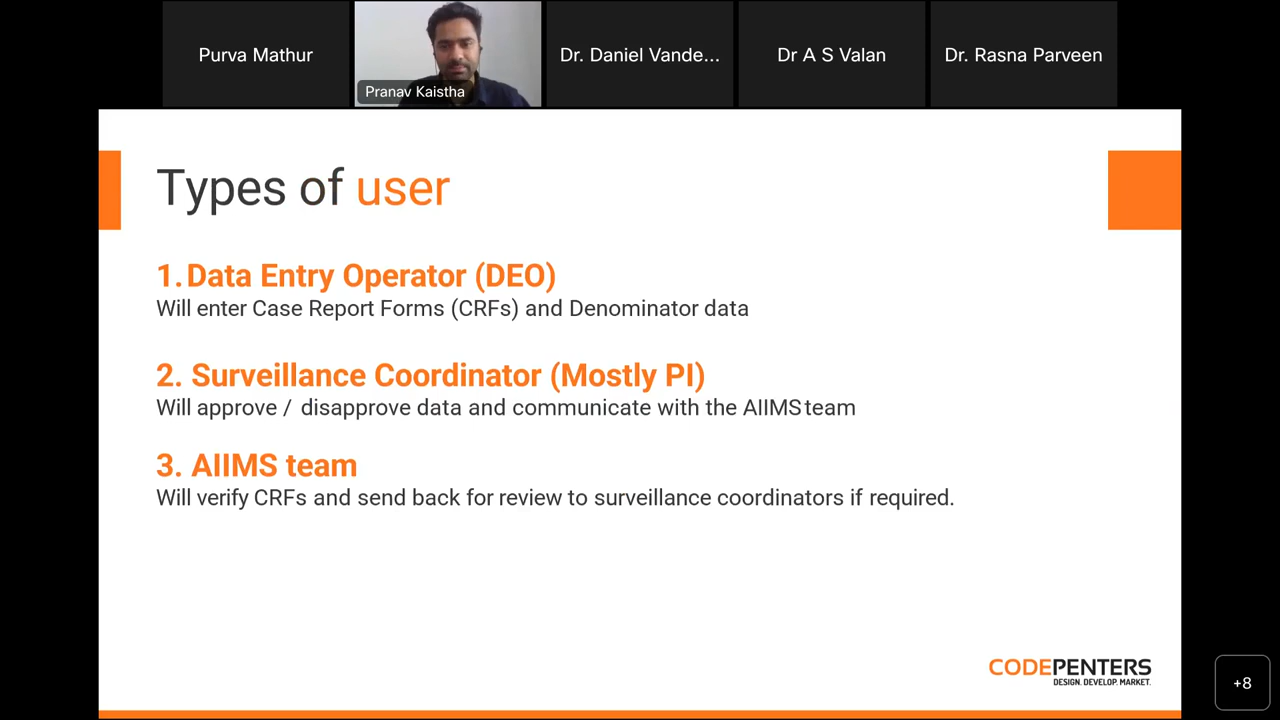 Purva Mathur
Pranav Kaistha
Dr. Daniel Vande...
Dr A S Valan
Dr. Rasna Parveen
Types of user
1. Data Entry Operator (DEO)
Will enter Case Report Forms (CRFs) and Denominator data
2. Surveillance Coordinator (Mostly PI)
Will approve / disapprove data and communicate with the AIIMS team
3. AIIMS team
Will verify CRFs and send back for review to surveillance coordinators if required.
CODEPENTERS
DESIGN. DEVELOP. MARKET.
+8